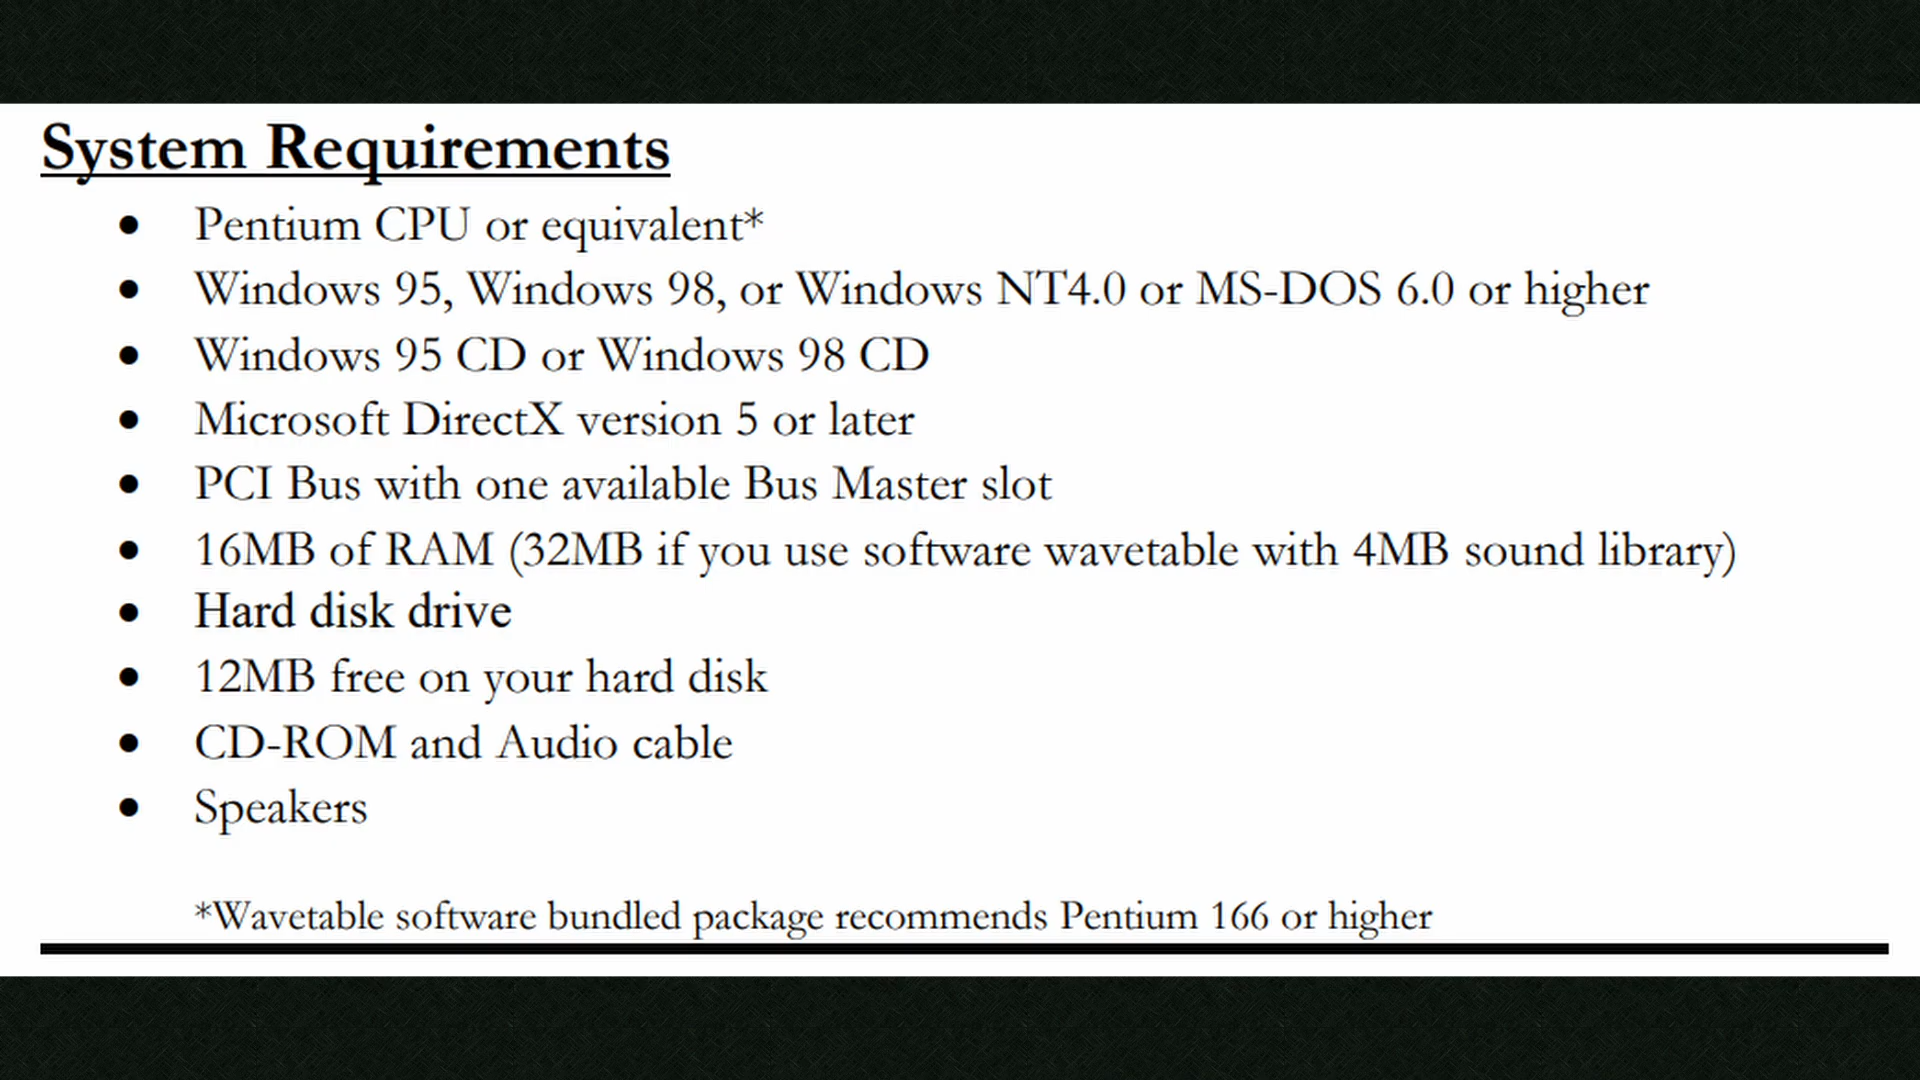 System Requirements
● Pentium CPU or equivalent*
● Windows 95, Windows 98, or Windows NT4.0 or MS-DOS 6.0 or higher
● Windows 95 CD or Windows 98 CD
● Microsoft DirectX version 5 or later
● PCI Bus with one available Bus Master slot
● 16MB of RAM (32MB if you use software wavetable with 4MB sound library)
● Hard disk drive
● 12MB free on your hard disk
● CD-ROM and Audio cable
● Speakers
*Wavetable software bundled package recommends Pentium 166 or higher